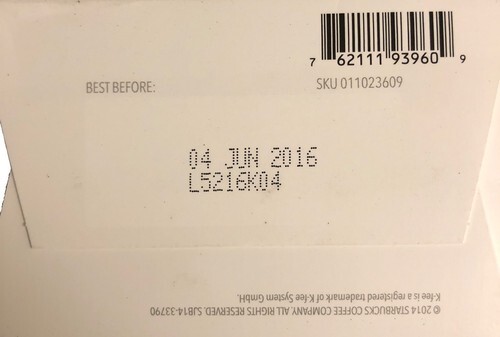 7 62111 93960 9
BEST BEFORE:
SKU 011023609
04 JUN 2016
L5216K04
K-fee is a registered trademark of K-fee System GmbH.
© 2014 STARBUCKS COFFEE COMPANY. ALL RIGHTS RESERVED. SJB14-33790